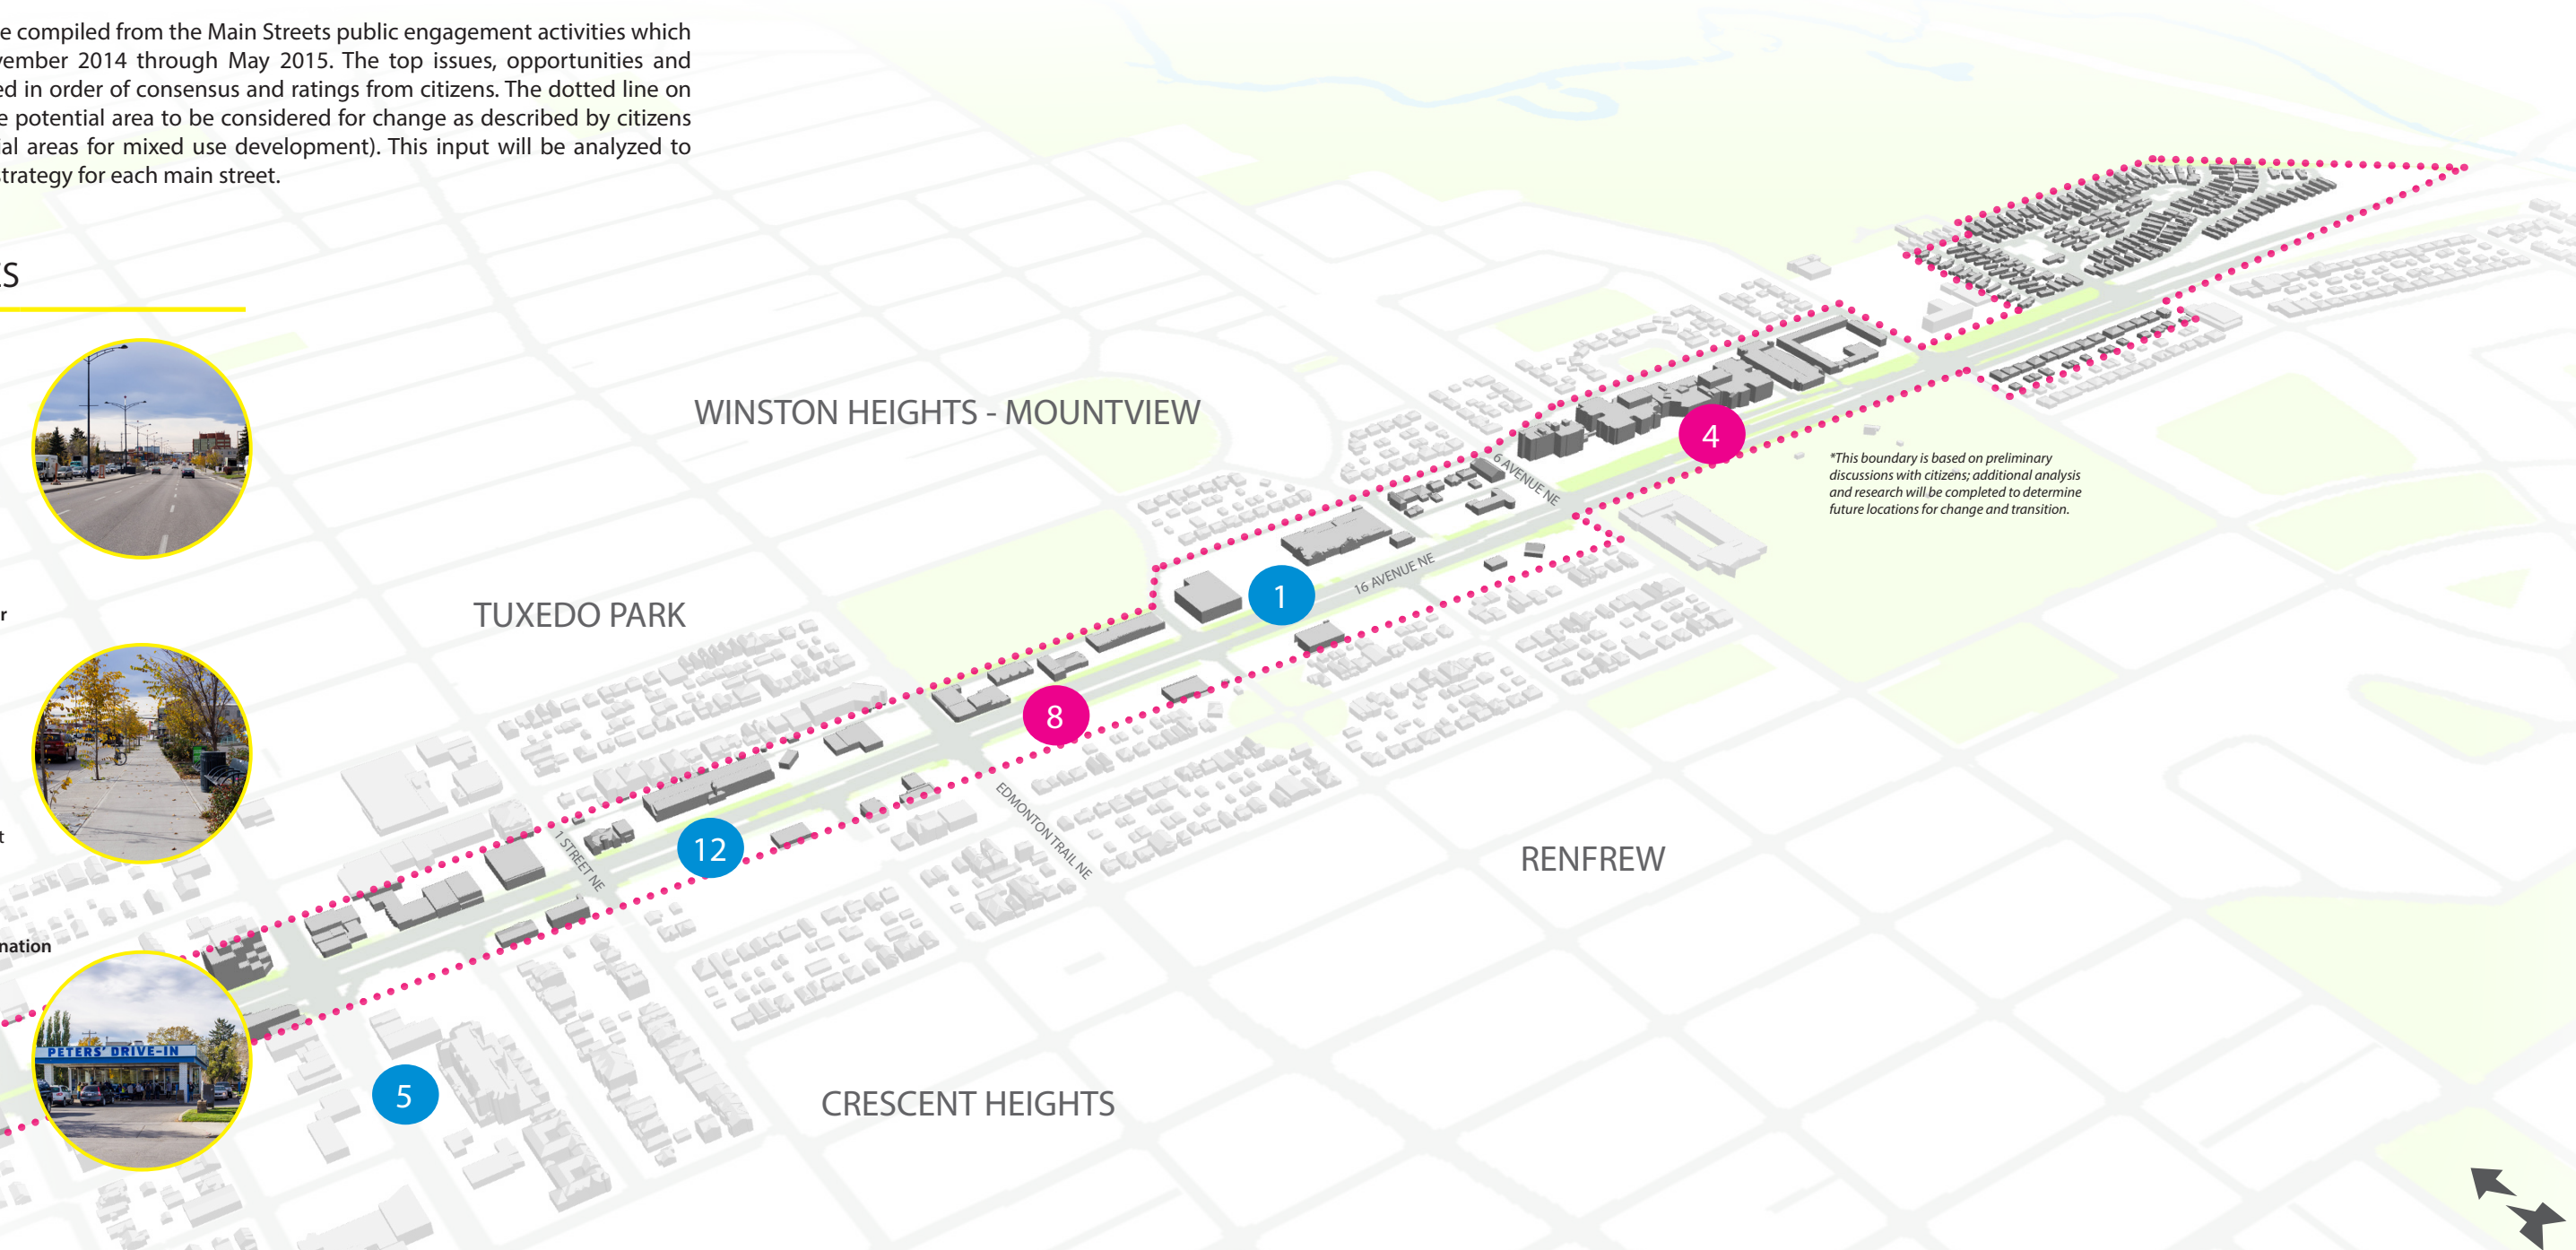 e compiled from the Main Streets public engagement activities which
vember 2014 through May 2015. The top issues, opportunities and
ed in order of consensus and ratings from citizens. The dotted line on
e potential area to be considered for change as described by citizens
ial areas for mixed use development). This input will be analyzed to
strategy for each main street.
ES
WINSTON HEIGHTS - MOUNTVIEW
4
6 AVENUE NE
*This boundary is based on preliminary
discussions with citizens; additional analysis
and research will be completed to determine
future locations for change and transition.
16 AVENUE NE
1
r
TUXEDO PARK
8
EDMONTON TRAIL NE
12
1 STREET NE
t
RENFREW
nation
PETERS' DRIVE-IN
5
CRESCENT HEIGHTS